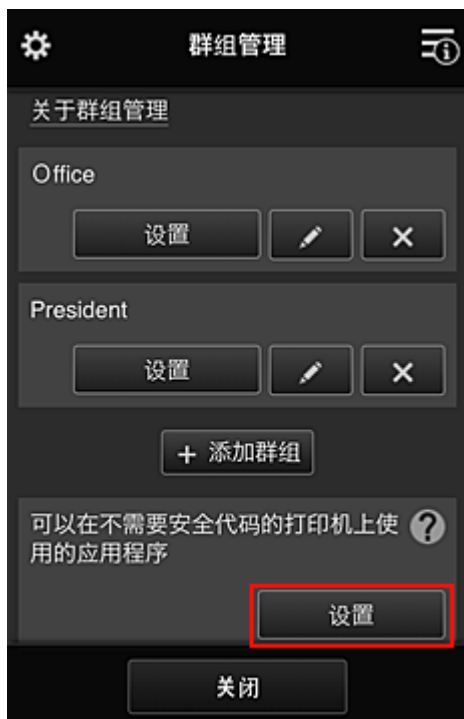 群组管理
关于群组管理
Office
设置
President
设置
+ 添加群组
可以在不需要安全代码的打印机上使
用的应用程序
设置
关闭